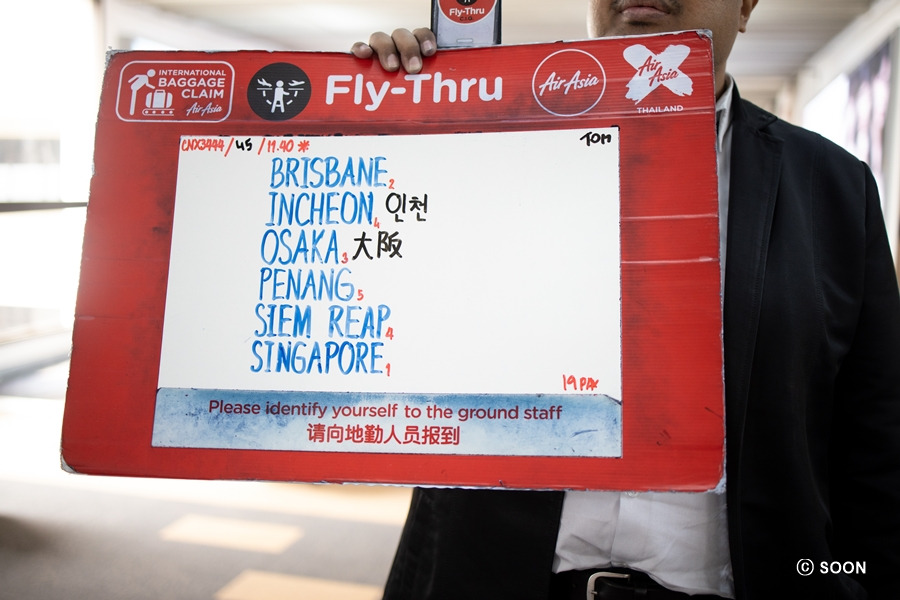 Fly-Thru
INTERNATIONAL
BAGGAGE
CLAIM
AirAsia
Fly-Thru
AirAsia
AirAsia
THAILAND
CNX3444/45/11.40 *
TOM
BRISBANE 2
INCHEON 4 인천
OSAKA 3 大阪
PENANG 5
SIEM REAP 4
SINGAPORE 1
19 PAX
Please identify yourself to the ground staff
请向地勤人员报到
© SOON